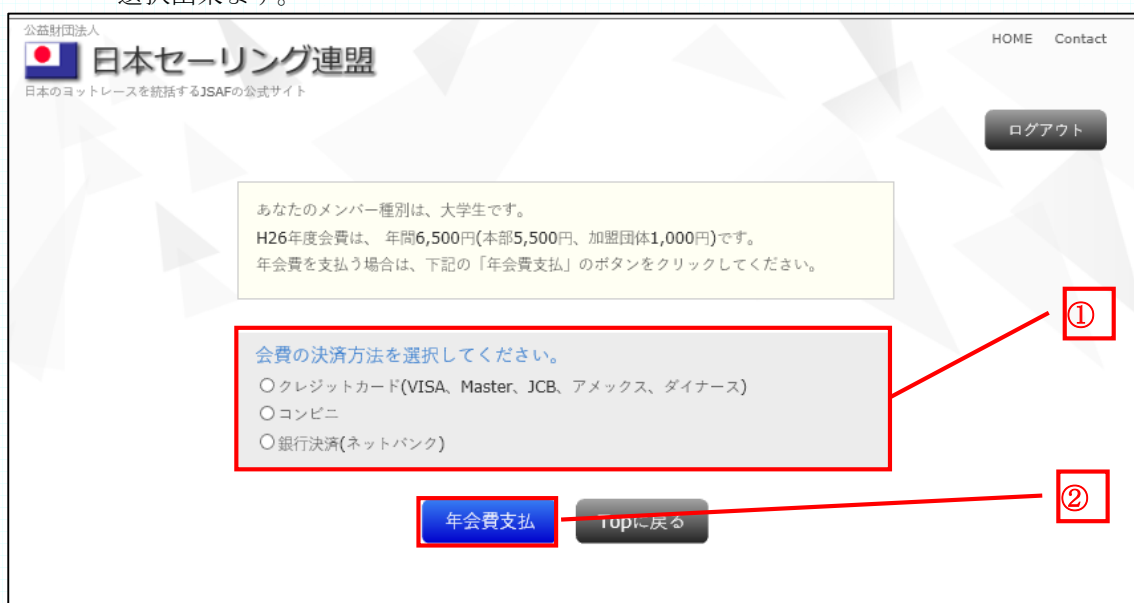 選択出来ます。
公益財団法人
日本セーリング連盟
日本のヨットレースを統括するJSAFの公式サイト
HOME Contact
ログアウト
あなたのメンバー種別は、大学生です。
H26年度会費は、 年間6,500円(本部5,500円、加盟団体1,000円)です。
年会費を支払う場合は、下記の「年会費支払」のボタンをクリックしてください。
①
会費の決済方法を選択してください。
クレジットカード(VISA、Master、JCB、アメックス、ダイナース)
コンビニ
銀行決済(ネットバンク)
②
年会費支払 Topに戻る